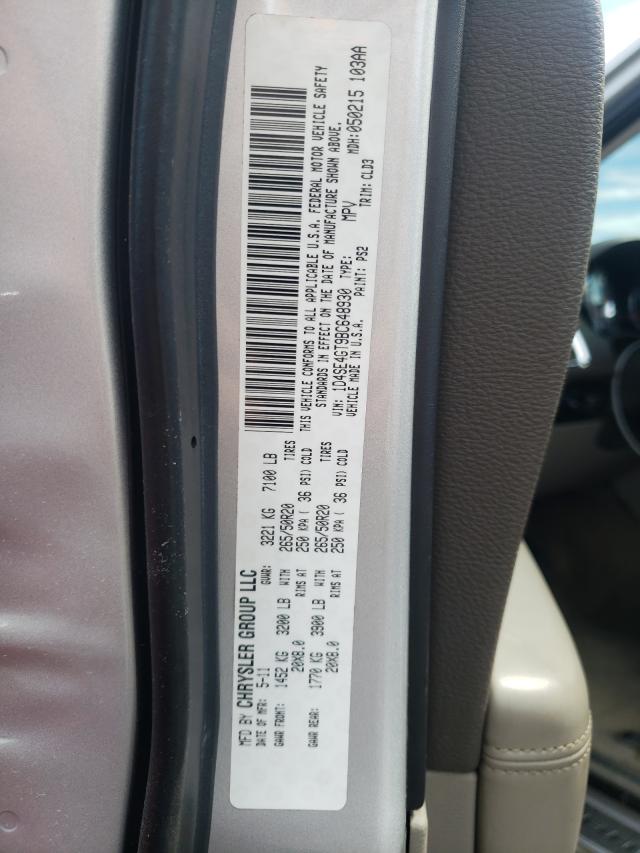 MFD BY CHRYSLER GROUP LLC
DATE OF MFR: 5-11 GVWR: 3221 KG 7100 LB
GAWR FRONT: 1452 KG 3200 LB WITH 265/50R20 TIRES
20X8.0 RIMS AT 250 KPA ( 36 PSI) COLD
GAWR REAR: 1770 KG 3900 LB WITH 265/50R20 TIRES
20X8.0 RIMS AT 250 KPA ( 36 PSI) COLD
THIS VEHICLE CONFORMS TO ALL APPLICABLE U.S.A. FEDERAL MOTOR VEHICLE SAFETY
STANDARDS IN EFFECT ON THE DATE OF MANUFACTURE SHOWN ABOVE.
VIN: 1D4SE4GT9BC648930 TYPE: MPV MDH:050215 103AA
VEHICLE MADE IN U.S.A. PAINT: PS2 TRIM: CLD3